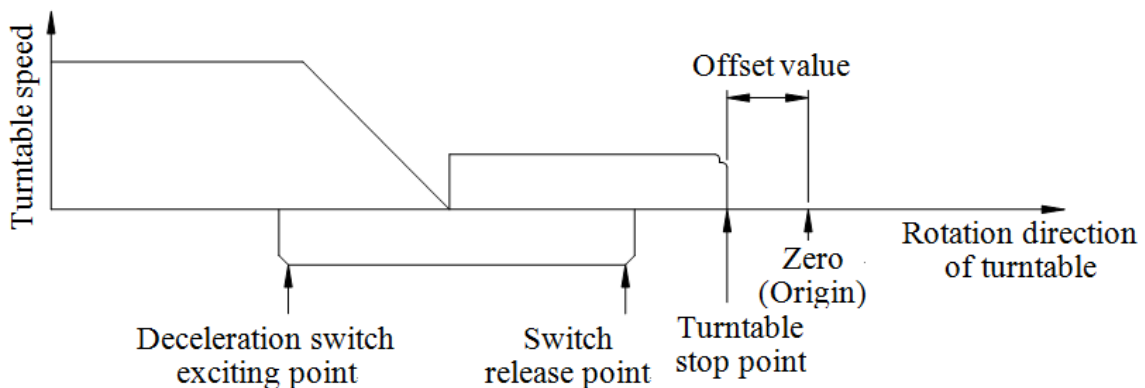 Turntable speed
Offset value
Rotation direction
of turntable
Zero
(Origin)
Deceleration switch
exciting point
Switch
release point
Turntable
stop point